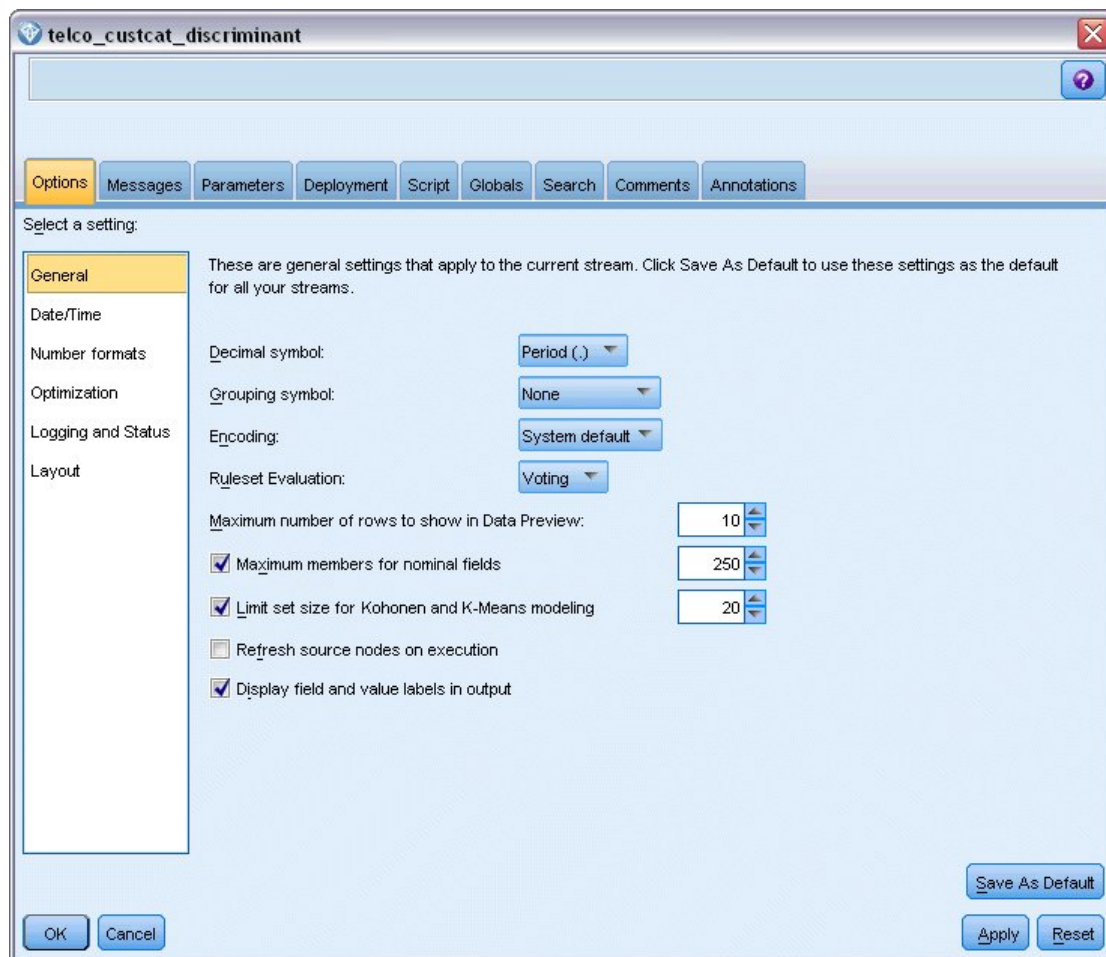 telco_custcat_discriminant
Options Messages Parameters Deployment Script Globals Search Comments Annotations
Select a setting:
General
Date/Time
Number formats
Optimization
Logging and Status
Layout
These are general settings that apply to the current stream. Click Save As Default to use these settings as the default
for all your streams.
Decimal symbol: Period (.)
Grouping symbol: None
Encoding: System default
Ruleset Evaluation: Voting
Maximum number of rows to show in Data Preview: 10
Maximum members for nominal fields 250
Limit set size for Kohonen and K-Means modeling 20
Refresh source nodes on execution
Display field and value labels in output
Save As Default
OK Cancel Apply Reset